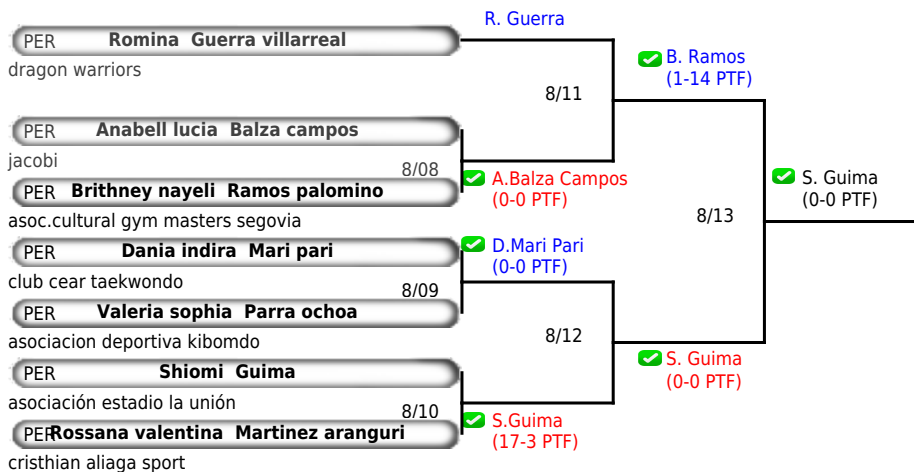 R. Guerra
PER Romina Guerra villarreal
dragon warriors
B. Ramos
(1-14 PTF)
8/11
PER Anabell lucia Balza campos
jacobi
8/08
A.Balza Campos
(0-0 PTF)
PER Brithney nayeli Ramos palomino
asoc.cultural gym masters segovia
S. Guima
(0-0 PTF)
8/13
PER Dania indira Mari pari
club cear taekwondo
D.Mari Pari
(0-0 PTF)
8/09
PER Valeria sophia Parra ochoa
asociacion deportiva kibomdo
8/12
PER Shiomi Guima
asociación estadio la unión
S. Guima
(0-0 PTF)
8/10
S.Guima
(17-3 PTF)
PER Rossana valentina Martinez aranguri
cristhian aliaga sport